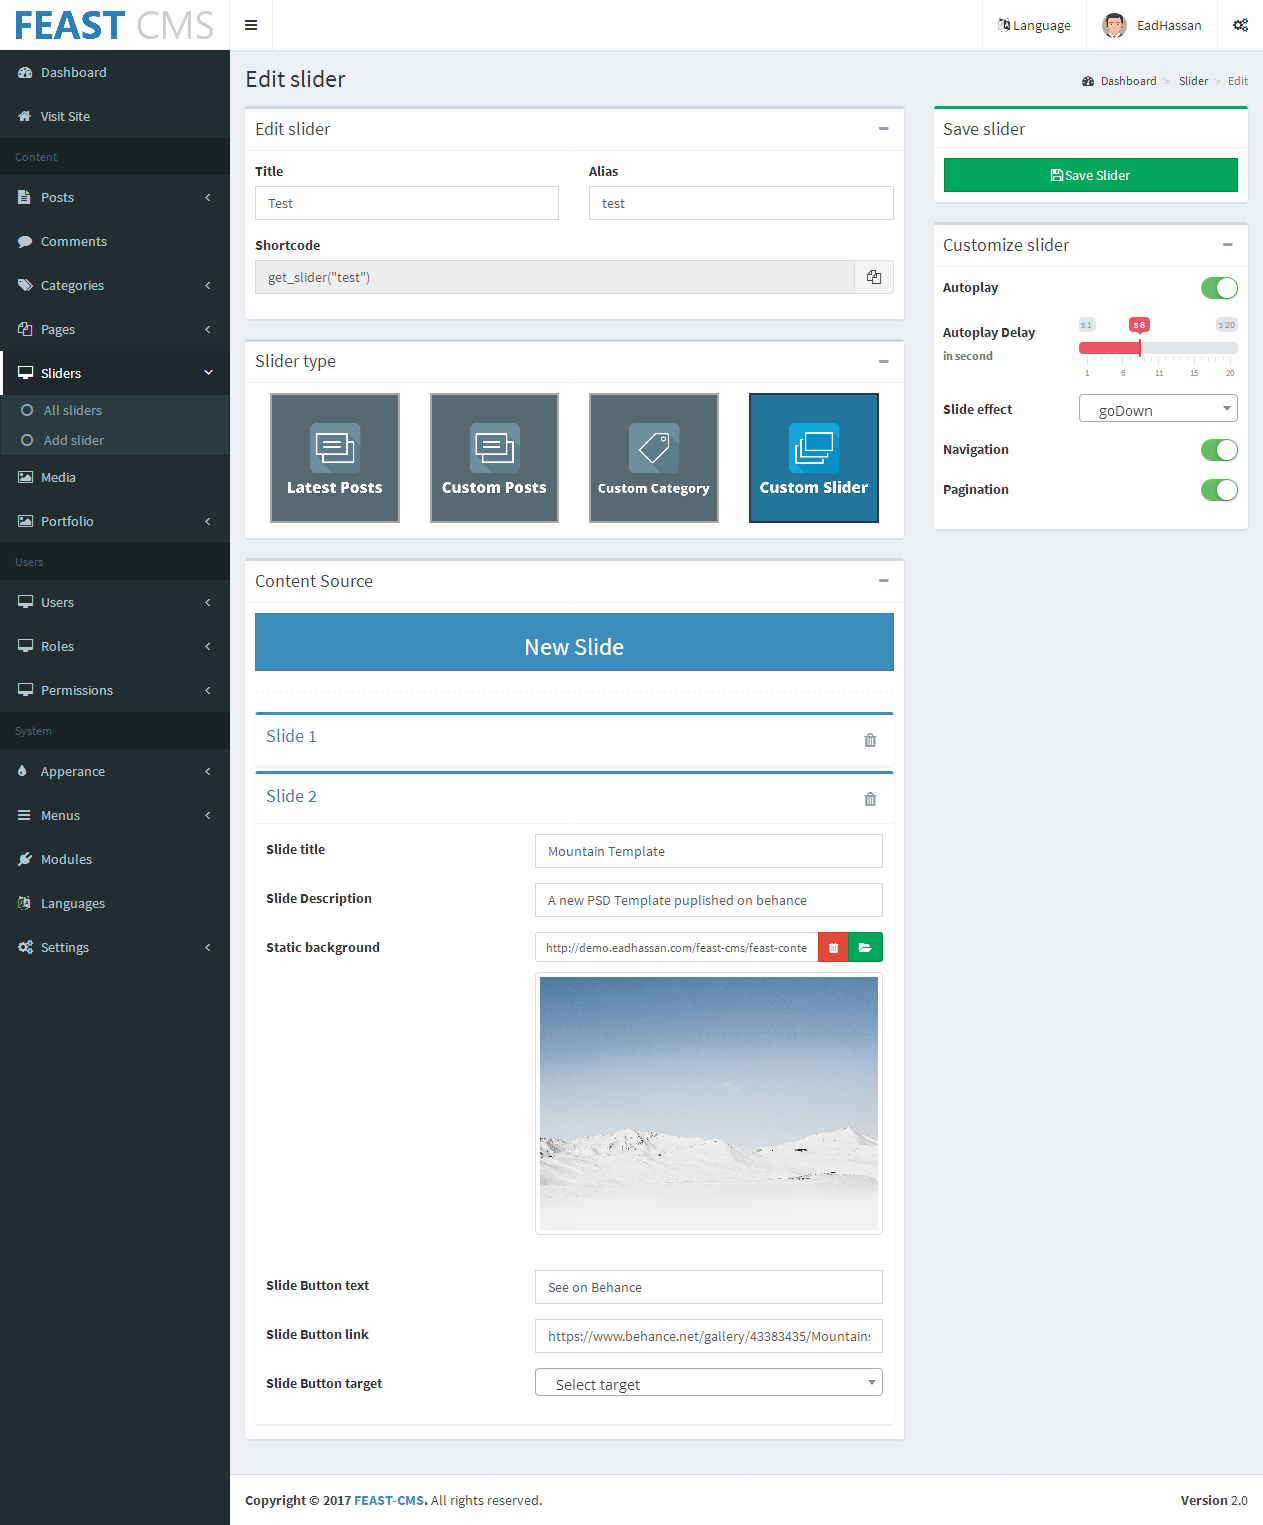 FEAST CMS
Language
EadHassan
Dashboard
Visit Site
Content
Posts
Comments
Categories
Pages
Sliders
All sliders
Add slider
Media
Portfolio
Users
Users
Roles
Permissions
System
Apperance
Menus
Modules
Languages
Settings
Edit slider
Dashboard > Slider > Edit
Edit slider
Title
Alias
Test
test
Shortcode
get_slider("test")
Slider type
Latest Posts
Custom Posts
Custom Category
Custom Slider
Content Source
New Slide
Slide 1
Slide 2
Slide title
Mountain Template
Slide Description
A new PSD Template puplished on behance
Static background
http://demo.eadhassan.com/feast-cms/feast-conte
Slide Button text
See on Behance
Slide Button link
https://www.behance.net/gallery/43383435/Mountains
Slide Button target
Select target
Save slider
Save Slider
Customize slider
Autoplay
Autoplay Delay
in second
s 1
s 8
s 20
1 6 11 15 20
Slide effect
goDown
Navigation
Pagination
Copyright © 2017 FEAST-CMS. All rights reserved.
Version 2.0